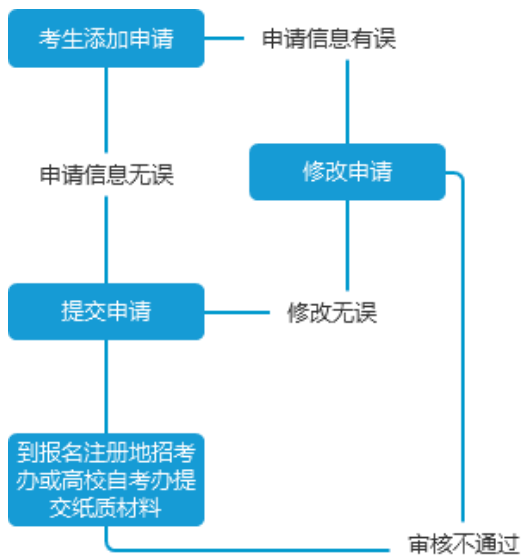 考生添加申请
申请信息有误
申请信息无误
修改申请
提交申请
修改无误
到报名注册地招考
办或高校自考办提
交纸质材料
审核不通过